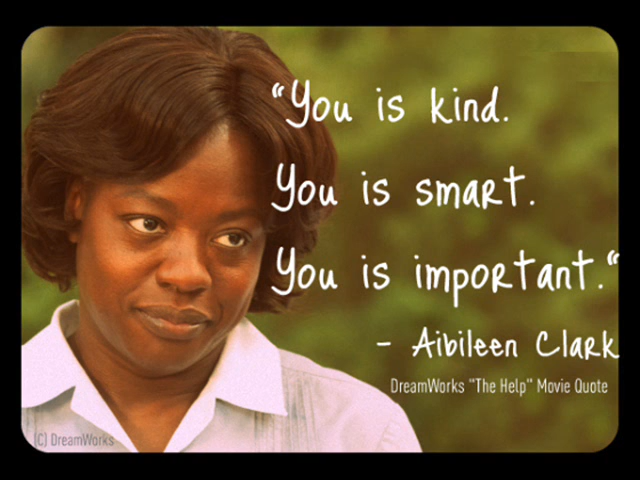 “You is kind.
You is smart.
You is important.“
- Aibileen Clark
DreamWorks "The Help" Movie Quote
(C) DreamWorks